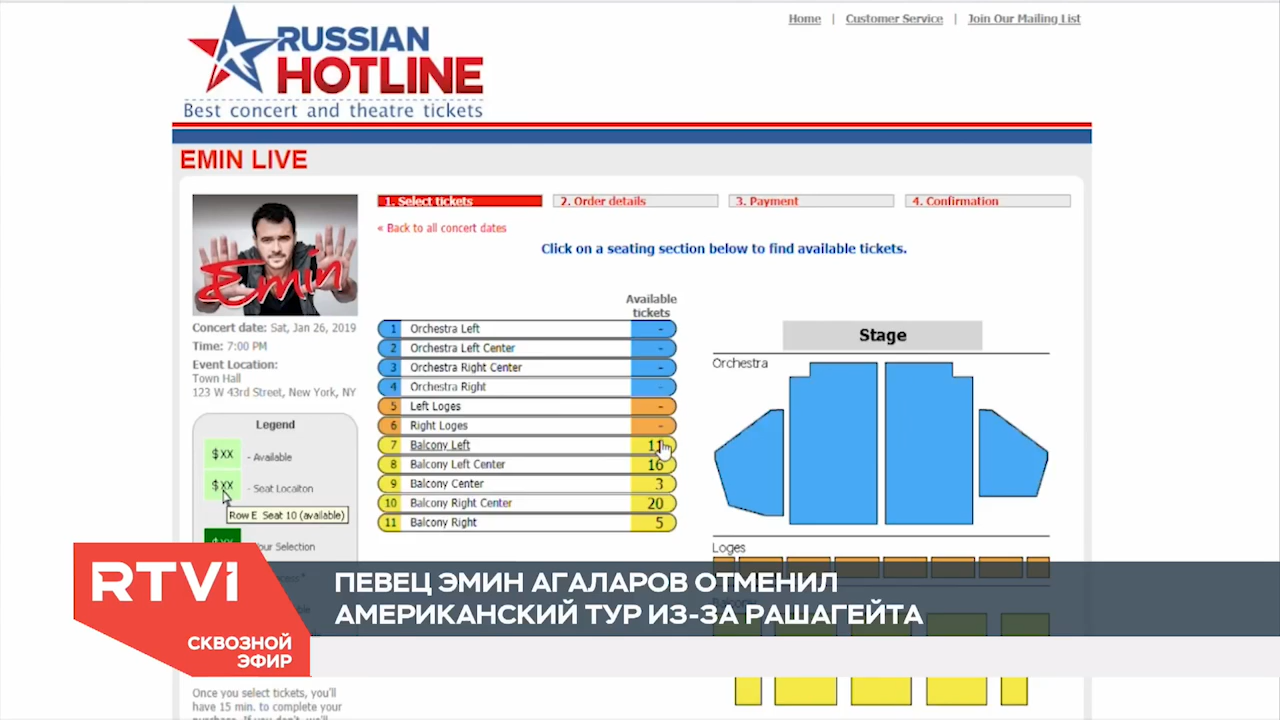 Home | Customer Service | Join Our Mailing List
RUSSIAN
HOTLINE
Best concert and theatre tickets
EMIN LIVE
Emin
1. Select tickets
2. Order details
3. Payment
4. Confirmation
« Back to all concert dates
Click on a seating section below to find available tickets.
Concert date: Sat, Jan 26, 2019
Time: 7:00 PM
Event Location:
Town Hall
123 W 43rd Street, New York, NY
Legend
$XX - Available
$XX - Seat Locaiton
Row E Seat 10 (available)
Your Selection
Available
tickets
1 Orchestra Left -
2 Orchestra Left Center -
3 Orchestra Right Center -
4 Orchestra Right -
5 Left Loges -
6 Right Loges -
7 Balcony Left
8 Balcony Left Center 16
9 Balcony Center 3
10 Balcony Right Center 20
11 Balcony Right 5
Stage
Orchestra
Loges
RTVI
СКВОЗНОЙ
ЭФИР
ПЕВЕЦ ЭМИН АГАЛАРОВ ОТМЕНИЛ
АМЕРИКАНСКИЙ ТУР ИЗ-ЗА РАШАГЕЙТА
Once you select tickets, you'll
have 15 min. to complete your